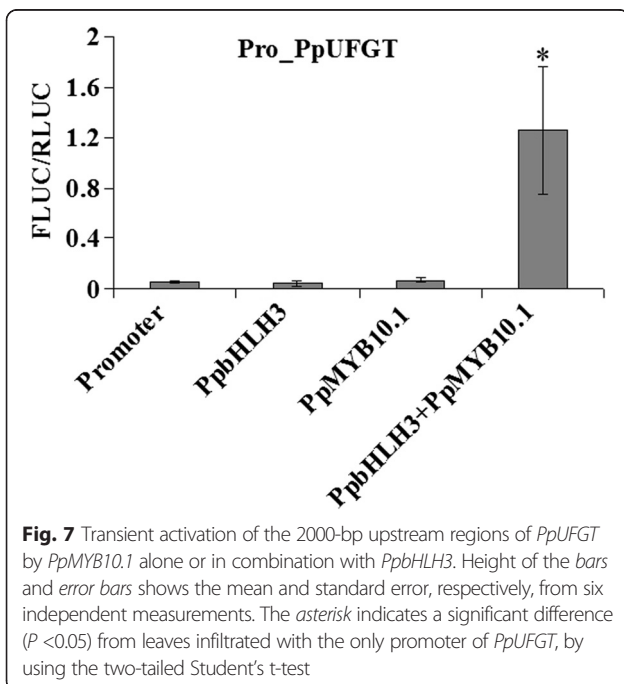 Pro_PpUFGT
*
FLUC/RLUC
2
1.6
1.2
0.8
0.4
0
Promoter
PpbHLH3
PpMYB10.1
PpbHLH3+PpMYB10.1
Fig. 7 Transient activation of the 2000-bp upstream regions of PpUFGT
by PpMYB10.1 alone or in combination with PpbHLH3. Height of the bars
and error bars shows the mean and standard error, respectively, from six
independent measurements. The asterisk indicates a significant difference
(P <0.05) from leaves infiltrated with the only promoter of PpUFGT, by
using the two-tailed Student's t-test